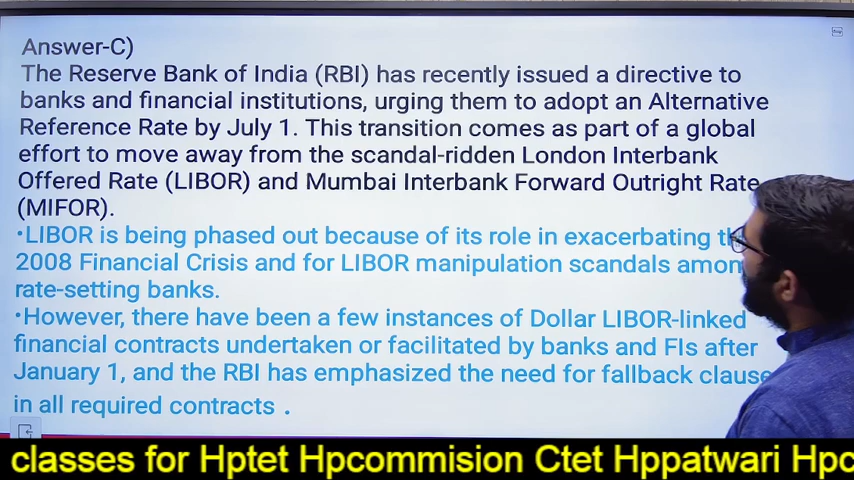 Answer-C)
The Reserve Bank of India (RBI) has recently issued a directive to
banks and financial institutions, urging them to adopt an Alternative
Reference Rate by July 1. This transition comes as part of a global
effort to move away from the scandal-ridden London Interbank
Offered Rate (LIBOR) and Mumbai Interbank Forward Outright Rate
(MIFOR).
•LIBOR is being phased out because of its role in exacerbating
2008 Financial Crisis and for LIBOR manipulation scandals
rate-setting banks.
•However, there have been a few instances of Dollar LIBOR-linked
financial contracts undertaken or facilitated by banks and FIs after
January 1, and the RBI has emphasized the need for fallback
in all required contracts .
classes for Hptet Hpcommision Ctet Hppatwari